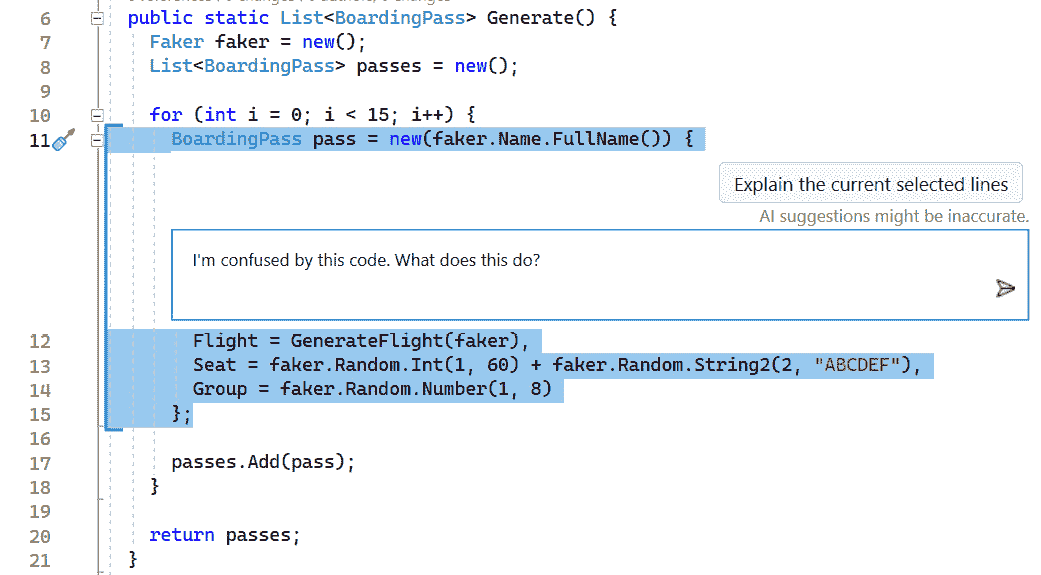 6 public static List<BoardingPass> Generate() {
7 Faker faker = new();
8 List<BoardingPass> passes = new();
9
10 for (int i = 0; i < 15; i++) {
11 BoardingPass pass = new(faker.Name.FullName()) {
Explain the current selected lines
AI suggestions might be inaccurate.
I'm confused by this code. What does this do?
12 Flight = GenerateFlight(faker),
13 Seat = faker.Random.Int(1, 60) + faker.Random.String2(2, "ABCDEF"),
14 Group = faker.Random.Number(1, 8)
15 };
16
17 passes.Add(pass);
18 }
19
20 return passes;
21 }